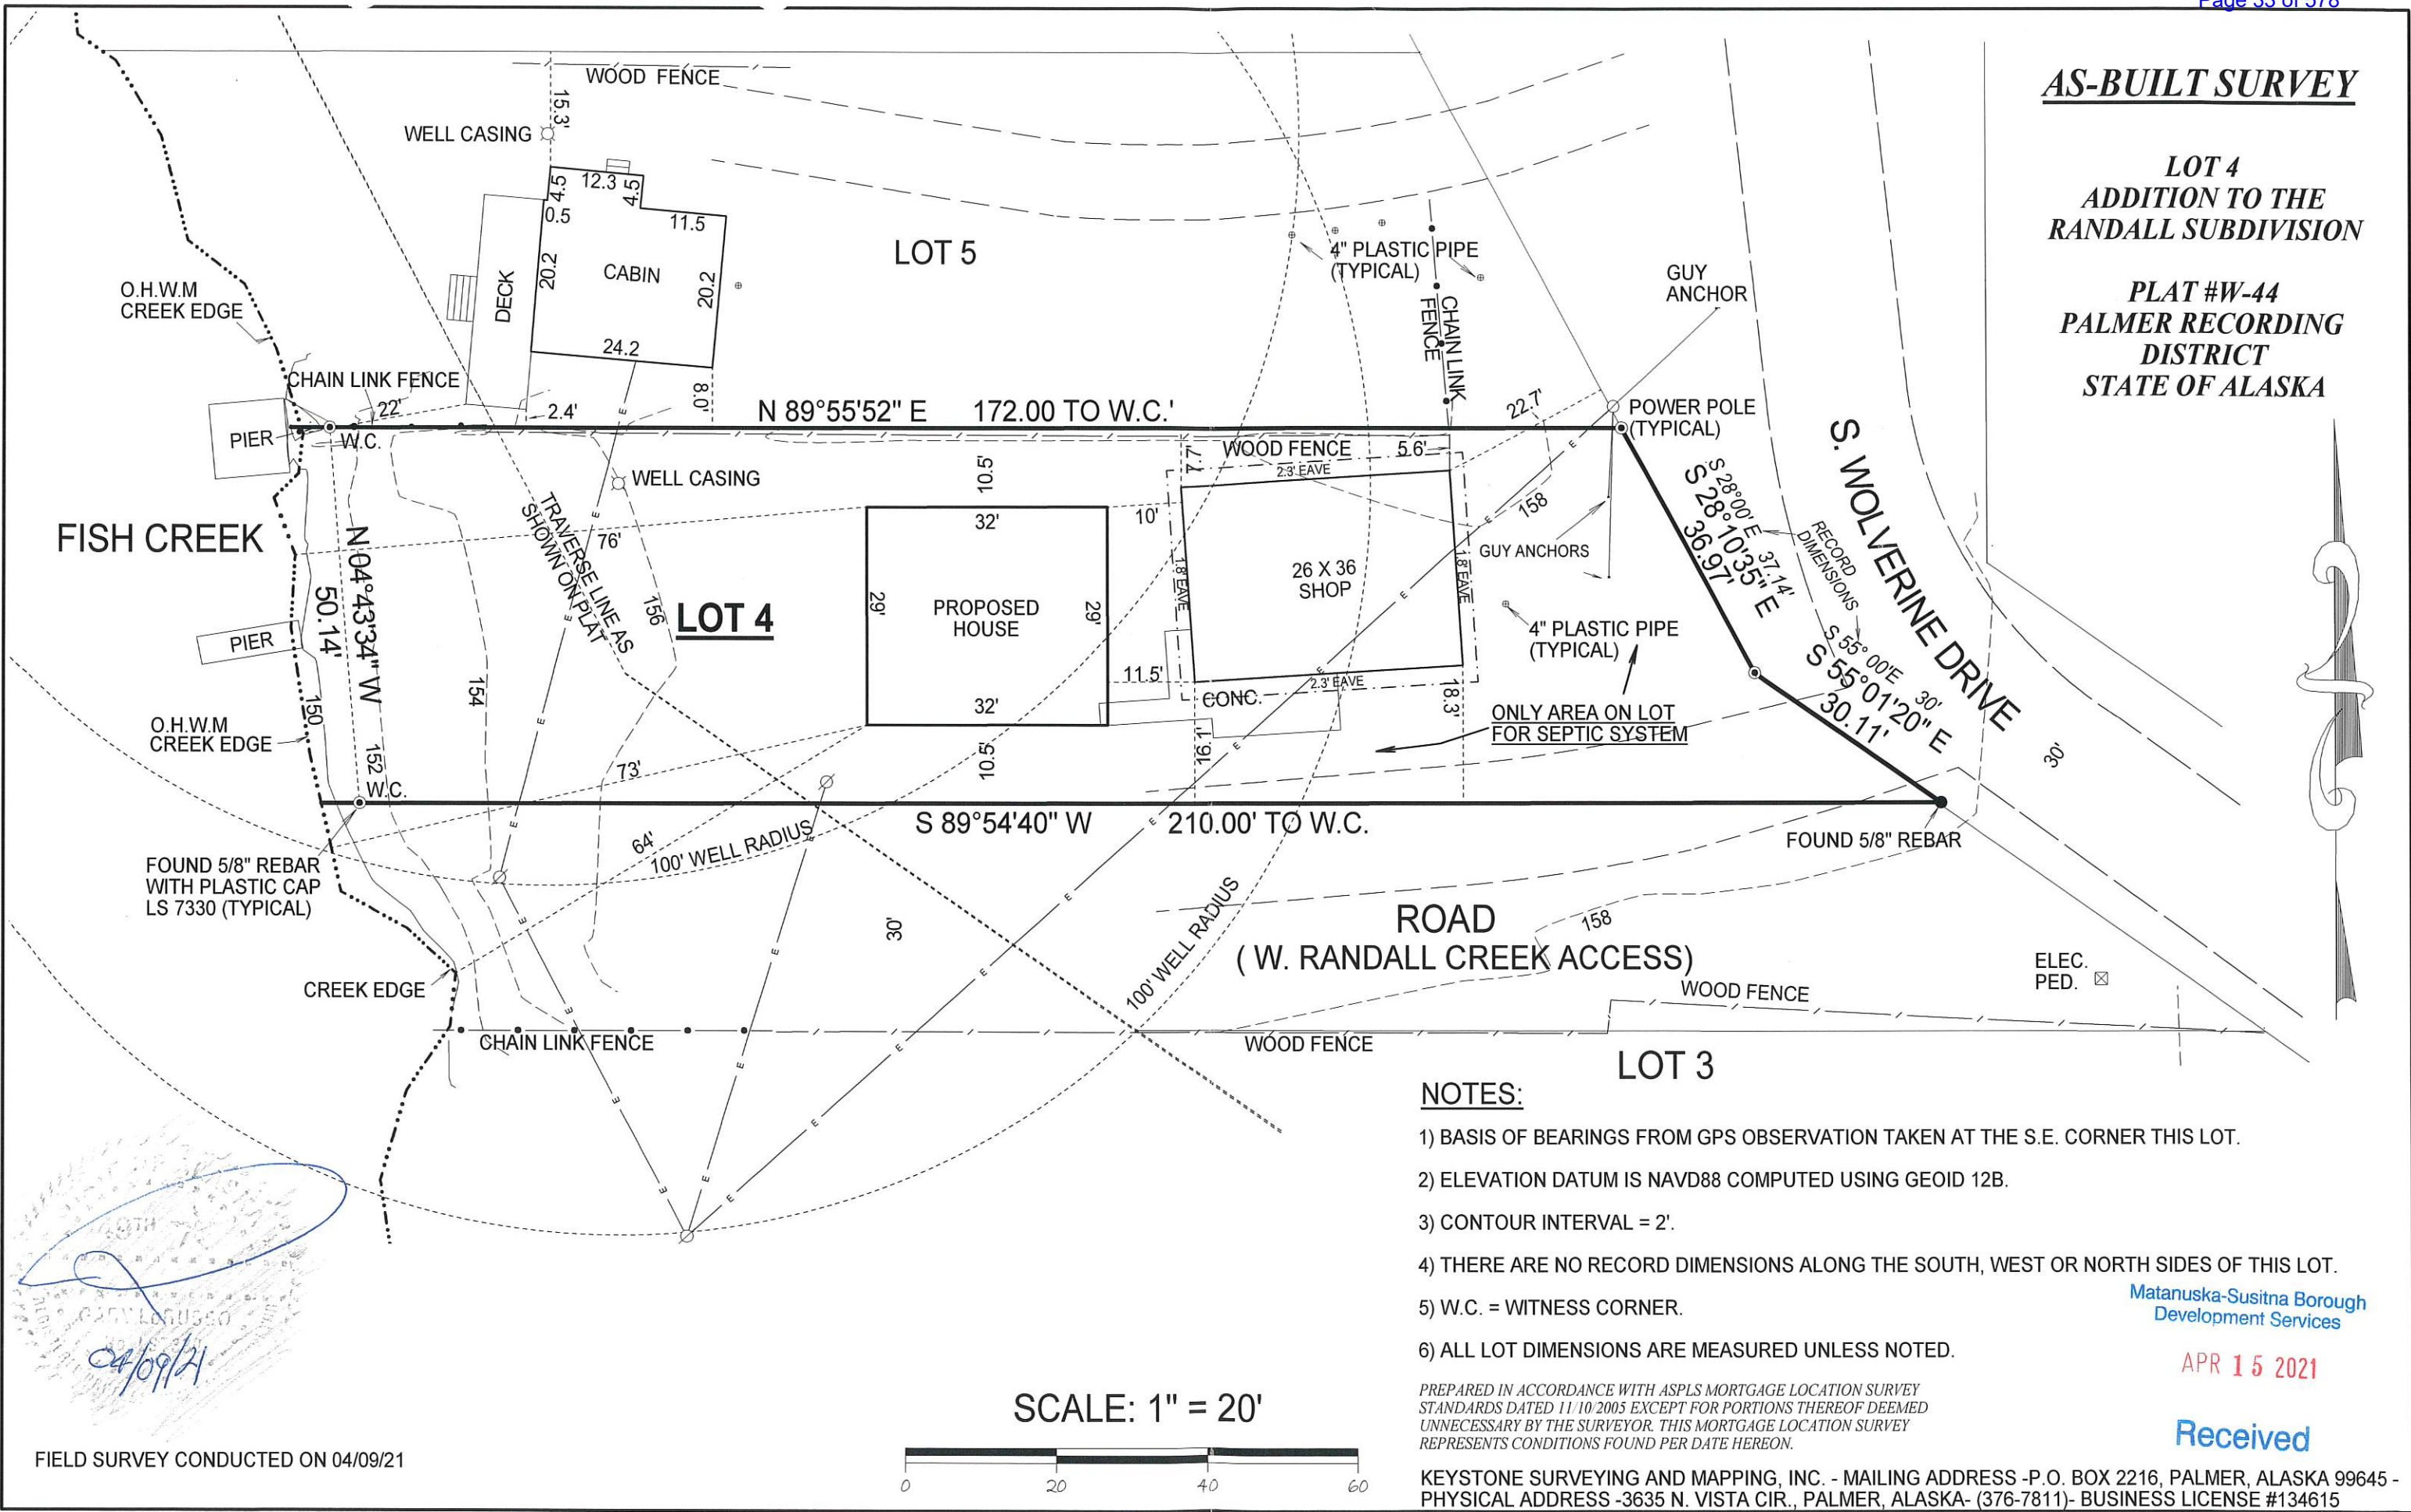 Page 33 of 578
AS-BUILT SURVEY
LOT 4
ADDITION TO THE
RANDALL SUBDIVISION
PLAT #W-44
PALMER RECORDING
DISTRICT
STATE OF ALASKA
WOOD FENCE
15.3'
WELL CASING
4.5
12.3
4.5
0.5
11.5
20.2
CABIN
20.2
DECK
24.2
8.0'
LOT 5
4" PLASTIC PIPE
(TYPICAL)
CHAIN LINK
FENCE
GUY
ANCHOR
O.H.W.M
CREEK EDGE
CHAIN LINK FENCE
22'
2.4'
N 89°55'52" E 172.00 TO W.C.'
22.7'
POWER POLE
(TYPICAL)
PIER
W.C.
WELL CASING
10.5'
7.7'
WOOD FENCE
5.6'
2.3' EAVE
158
S 28°00' E 37.14'
S 28°10'35" E
36.97'
RECORD
DIMENSIONS
S. WOLVERINE DRIVE
FISH CREEK
N 04°43'34" W
50.14'
TRAVERSE LINE AS
SHOWN ON PLAT
76'
32'
10'
GUY ANCHORS
1.8' EAVE
26 X 36
SHOP
1.8' EAVE
29'
PROPOSED
HOUSE
29'
156
LOT 4
4" PLASTIC PIPE
(TYPICAL)
S 55° 00'E 30'
S 55°01'20" E
30.11'
PIER
154
150
11.5'
CONC.
2.3' EAVE
18.3'
32'
O.H.W.M
CREEK EDGE
152
ONLY AREA ON LOT
FOR SEPTIC SYSTEM
73'
10.5'
16.1'
30'
W.C.
S 89°54'40" W 210.00' TO W.C.
FOUND 5/8" REBAR
64'
100' WELL RADIUS
FOUND 5/8" REBAR
WITH PLASTIC CAP
LS 7330 (TYPICAL)
30'
100' WELL RADIUS
ROAD
158
( W. RANDALL CREEK ACCESS)
ELEC.
PED.
CREEK EDGE
WOOD FENCE
CHAIN LINK FENCE
WOOD FENCE
LOT 3
NOTES:
1) BASIS OF BEARINGS FROM GPS OBSERVATION TAKEN AT THE S.E. CORNER THIS LOT.
2) ELEVATION DATUM IS NAVD88 COMPUTED USING GEOID 12B.
3) CONTOUR INTERVAL = 2'.
4) THERE ARE NO RECORD DIMENSIONS ALONG THE SOUTH, WEST OR NORTH SIDES OF THIS LOT.
5) W.C. = WITNESS CORNER.
6) ALL LOT DIMENSIONS ARE MEASURED UNLESS NOTED.
Matanuska-Susitna Borough
Development Services
APR 15 2021
Received
PREPARED IN ACCORDANCE WITH ASPLS MORTGAGE LOCATION SURVEY
STANDARDS DATED 11/10/2005 EXCEPT FOR PORTIONS THEREOF DEEMED
UNNECESSARY BY THE SURVEYOR. THIS MORTGAGE LOCATION SURVEY
REPRESENTS CONDITIONS FOUND PER DATE HEREON.
KEYSTONE SURVEYING AND MAPPING, INC. - MAILING ADDRESS -P.O. BOX 2216, PALMER, ALASKA 99645 -
PHYSICAL ADDRESS -3635 N. VISTA CIR., PALMER, ALASKA- (376-7811)- BUSINESS LICENSE #134615
04/09/21
SCALE: 1" = 20'
0 20 40 60
FIELD SURVEY CONDUCTED ON 04/09/21